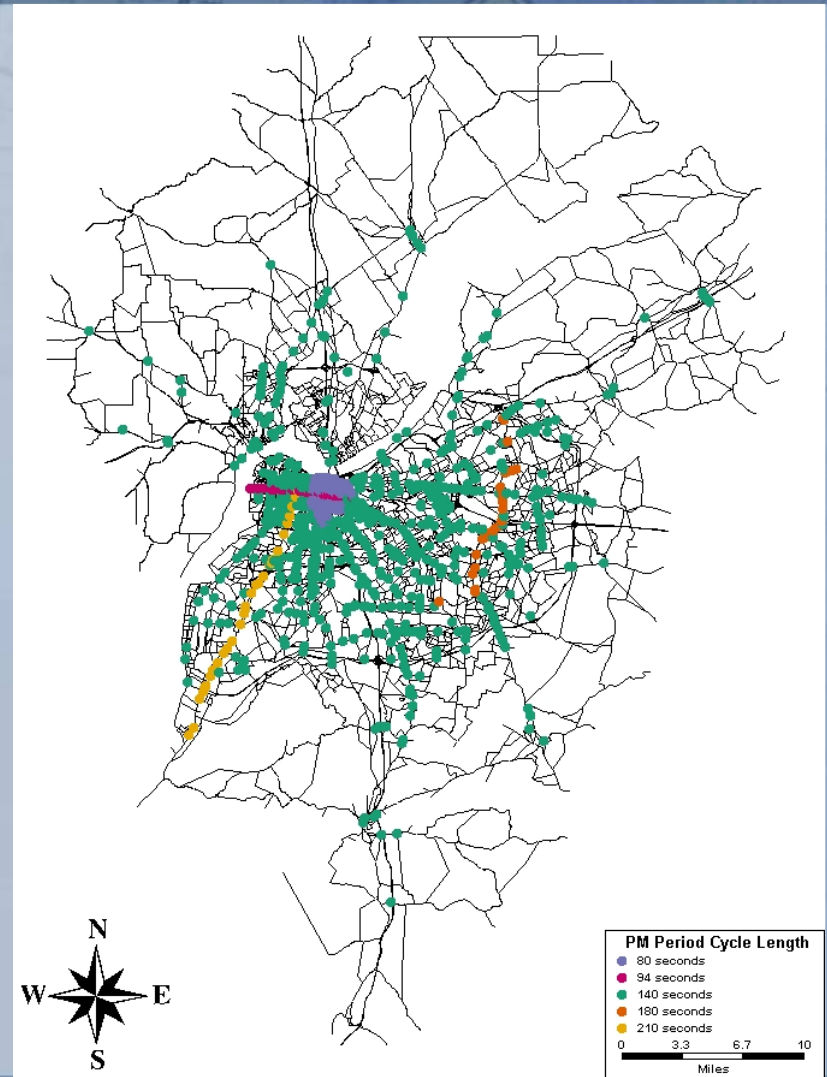 N
W E
S
PM Period Cycle Length
80 seconds
94 seconds
140 seconds
180 seconds
210 seconds
0 3.3 6.7 10
Miles